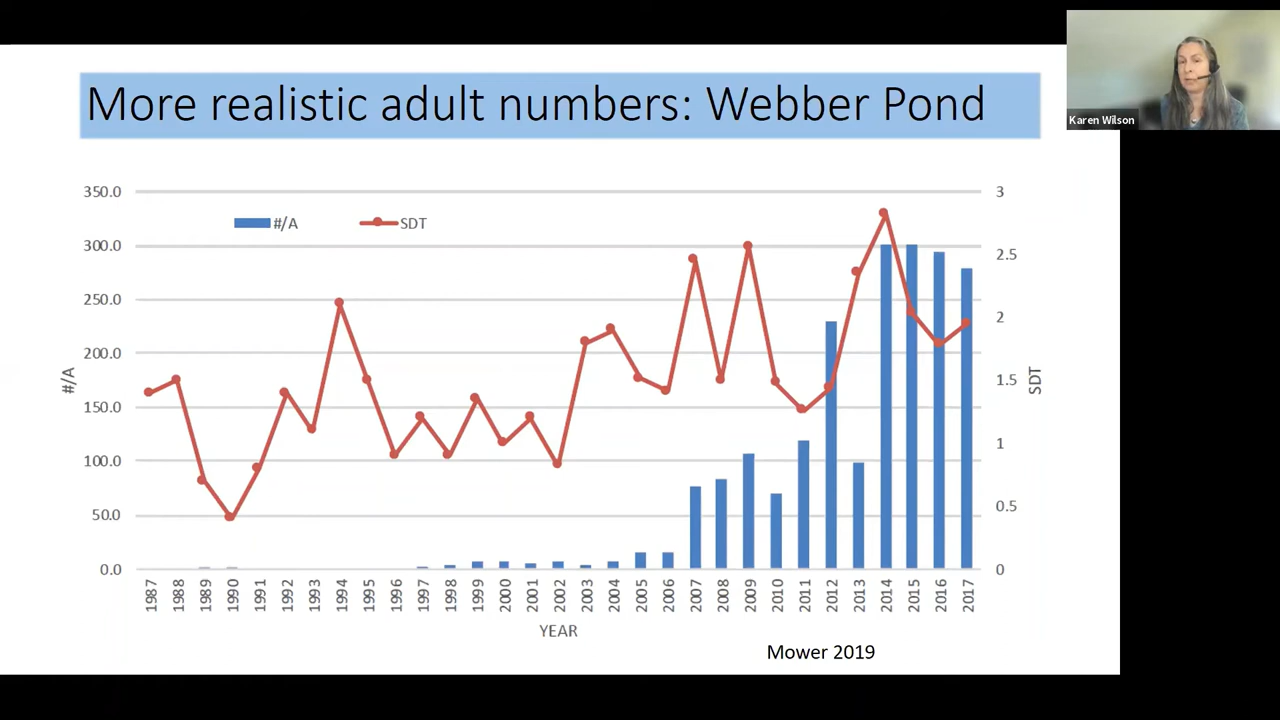 More realistic adult numbers: Webber Pond
Karen Wilson
350.0
300.0
250.0
200.0
150.0
100.0
50.0
0.0
#/A
#/A
SDT
3
2.5
2
1.5
1
0.5
0
SDT
1987 1988 1989 1990 1991 1992 1993 1994 1995 1996 1997 1998 1999 2000 2001 2002 2003 2004 2005 2006 2007 2008 2009 2010 2011 2012 2013 2014 2015 2016 2017
YEAR
Mower 2019